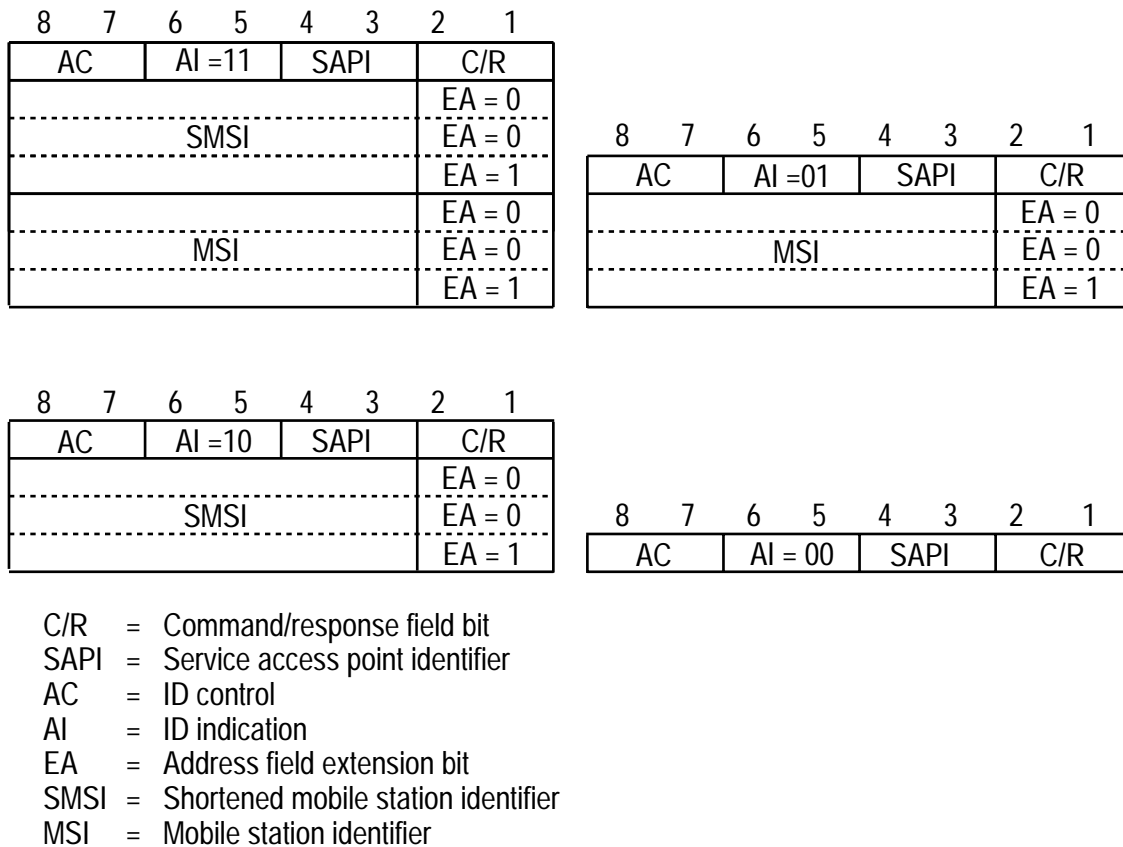 8 7 6 5 4 3 2 1
AC AI =11 SAPI C/R
EA = 0
SMSI EA = 0
EA = 1
EA = 0
MSI EA = 0
EA = 1
8 7 6 5 4 3 2 1
AC AI =01 SAPI C/R
EA = 0
MSI EA = 0
EA = 1
8 7 6 5 4 3 2 1
AC AI =10 SAPI C/R
EA = 0
SMSI EA = 0
EA = 1
8 7 6 5 4 3 2 1
AC AI = 00 SAPI C/R
C/R = Command/response field bit
SAPI = Service access point identifier
AC = ID control
AI = ID indication
EA = Address field extension bit
SMSI = Shortened mobile station identifier
MSI = Mobile station identifier